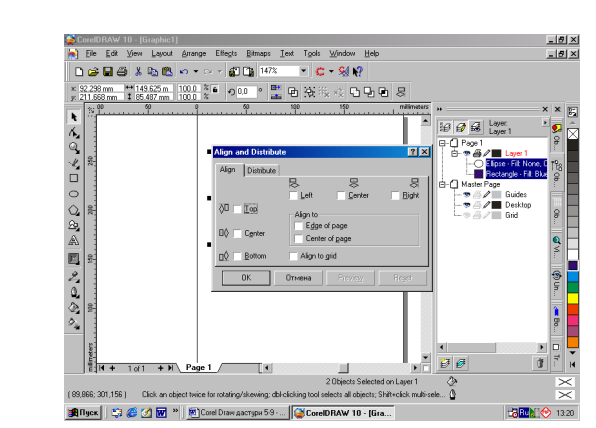 CorelDRAW 10 - [Graphic1]
File Edit View Layout Arrange Effects Bitmaps Text Tools Window Help
147%
x: 92.298 mm 149.625 m 100.0 % 0,0 °
y: 211.668 mm 85.487 mm 100.0 %
50 100 150 millimeters
Layer:
Layer 1
Page 1
Layer 1
Ellipse - Fill: None, O
Rectangle - Fill: Blue
Master Page
Guides
Desktop
Grid
Align and Distribute
Align Distribute
Left Center Right
Top
Align to
Edge of page
Center Center of page
Bottom Align to grid
OK Отмена Preview Reset
millimeters
1 of 1 Page 1
2 Objects Selected on Layer 1
( 89,866; 301,156 ) Click an object twice for rotating/skewing; dbl-clicking tool selects all objects; Shift+click multi-sele...
Пуск » Corel Draw дастури 5-9 - ... CorelDRAW 10 - [Gra... Ru 13:20